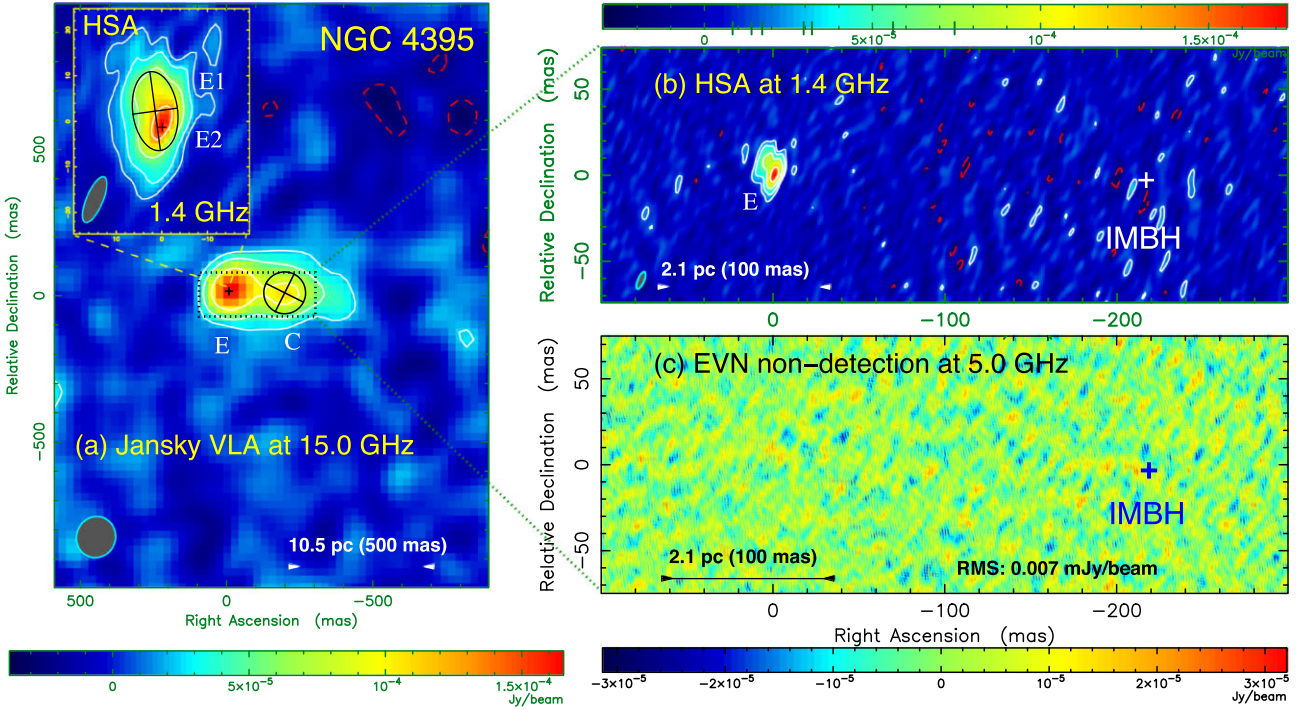 HSA
NGC 4395
E1
E2
1.4 GHz
10
0
-10
500
0
-500
Relative Declination (mas)
E
C
(a) Jansky VLA at 15.0 GHz
10.5 pc (500 mas)
500
0
−500
Right Ascension (mas)
0
5×10⁻⁵
10⁻⁴
1.5×10⁻⁴
Jy/beam
0
5×10⁻⁵
10⁻⁴
1.5×10⁻⁴
Jy/beam
(b) HSA at 1.4 GHz
50
0
−50
Relative Declination (mas)
E
IMBH
2.1 pc (100 mas)
0
−100
−200
(c) EVN non−detection at 5.0 GHz
50
0
−50
Relative Declination (mas)
IMBH
2.1 pc (100 mas)
RMS: 0.007 mJy/beam
0
−100
−200
Right Ascension (mas)
−3×10⁻⁵
−2×10⁻⁵
−10⁻⁵
0
10⁻⁵
2×10⁻⁵
3×10⁻⁵
Jy/beam